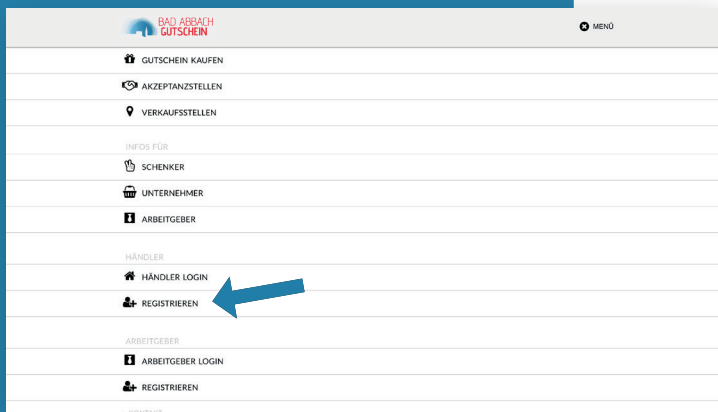 BAD ABBACH
GUTSCHEIN
MENÜ
GUTSCHEIN KAUFEN
AKZEPTANZSTELLEN
VERKAUFSSTELLEN
INFOS FÜR
SCHENKER
UNTERNEHMER
ARBEITGEBER
HÄNDLER
HÄNDLER LOGIN
REGISTRIEREN
ARBEITGEBER
ARBEITGEBER LOGIN
REGISTRIEREN